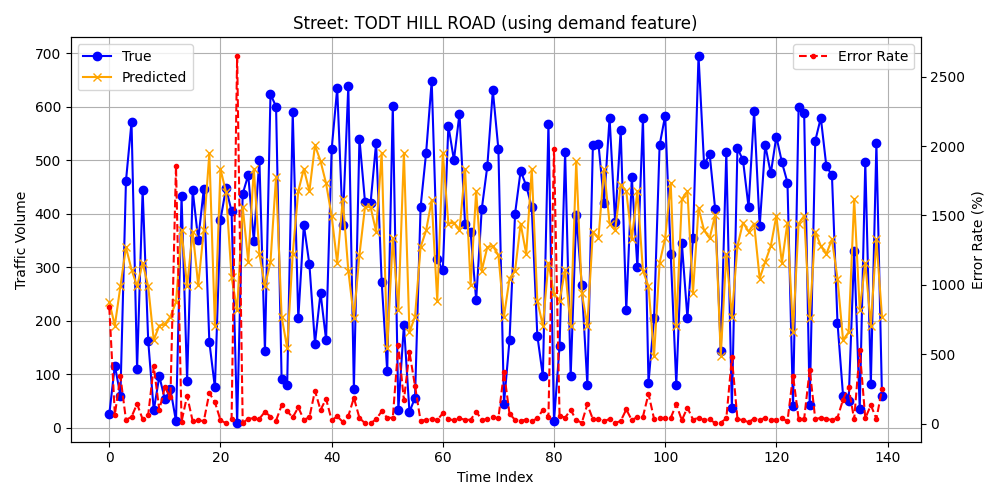 Street: TODT HILL ROAD (using demand feature)
True
Predicted
Error Rate
700
600
500
400
300
200
100
0
2500
2000
1500
1000
500
0
Traffic Volume
Error Rate (%)
0 20 40 60 80 100 120 140
Time Index